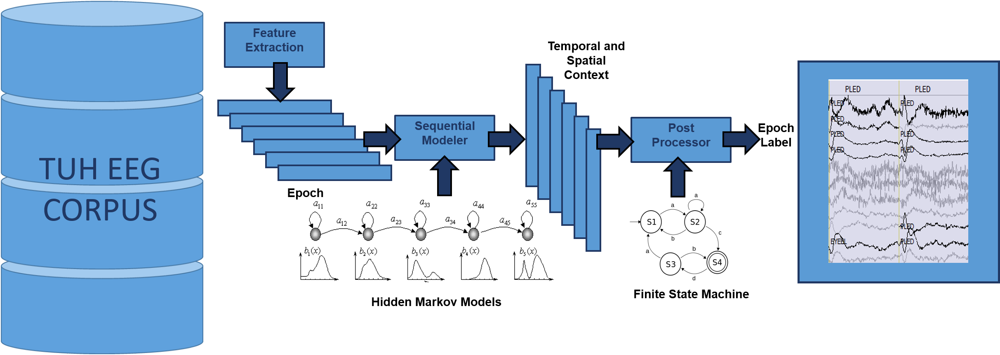 TUH EEG
CORPUS
Feature
Extraction
Epoch
Sequential
Modeler
Temporal and
Spatial
Context
Post
Processor
Epoch
Label
a11
a22
a33
a44
a55
a12
a23
a34
a45
b1(x)
b2(x)
b3(x)
b4(x)
b5(x)
Hidden Markov Models
a
a
S1
S2
b
c
a
b
S3
S4
d
Finite State Machine
PLED PLED
PLED PLED
PLED
PLED PLED
PLED PLED
PLED
EYEBL PLED